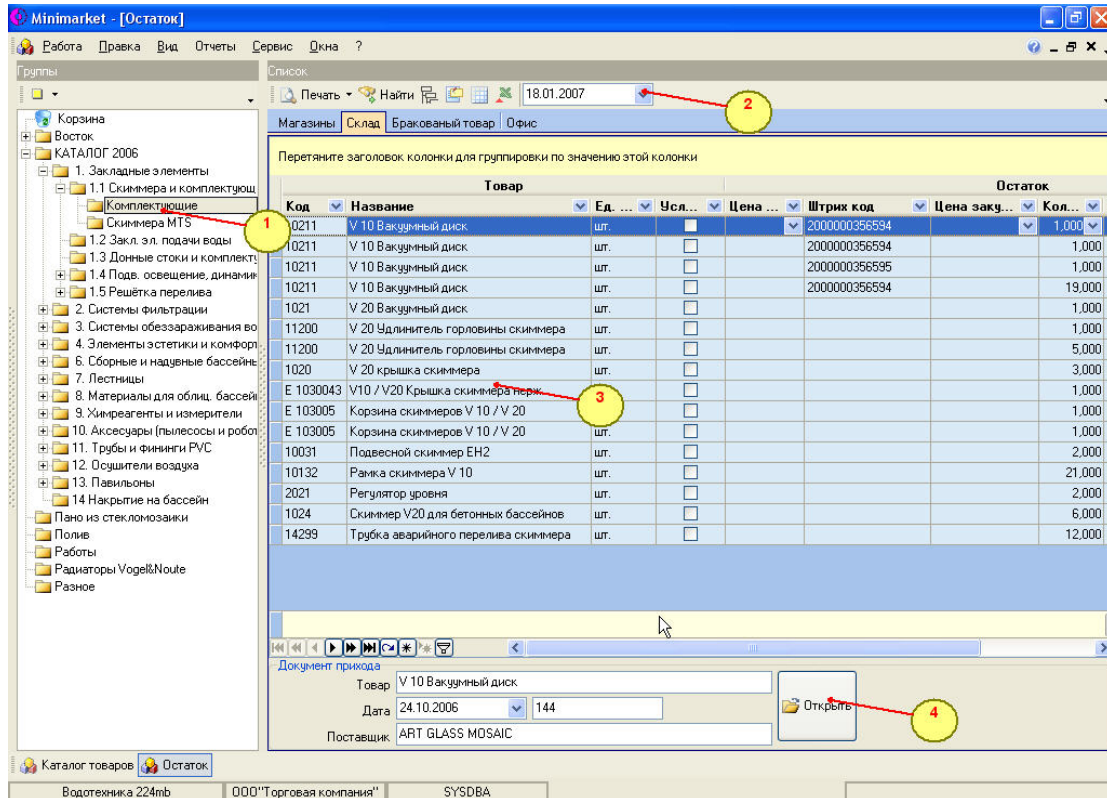 Minimarket - [Остаток]
Работа Правка Вид Отчеты Сервис Окна ?
Группы
Список
Печать Найти 18.01.2007
2
Магазины Склад Бракованый товар Офис
Перетяните заголовок колонки для группировки по значению этой колонки
Корзина
Восток
КАТАЛОГ 2006
1. Закладные элементы
1.1 Скиммера и комплектующ
Комплектующие
Скиммера MTS
1.2 Закл. эл. подачи воды
1.3 Донные стоки и комплект
1.4 Подв. освещение, динамик
1.5 Решётка перелива
2. Системы фильтрации
3. Системы обеззараживания во
4. Элементы эстетики и комфорт
6. Сборные и надувные бассейны
7. Лестницы
8. Материалы для облиц. бассей
9. Химреагенты и измерители
10. Аксесуары (пылесосы и робот
11. Трубы и фининги PVC
12. Осушители воздуха
13. Павильоны
14 Накрытие на бассейн
Пано из стекломозаики
Полив
Работы
Радиаторы Vogel&Noute
Разное
1
Товар Остаток
Код Название Ед. ... Усл... Цена ... Штрих код Цена заку... Кол...
10211 V 10 Вакуумный диск шт. 2000000356594 1,000
10211 V 10 Вакуумный диск шт. 2000000356594 1,000
10211 V 10 Вакуумный диск шт. 2000000356595 1,000
10211 V 10 Вакуумный диск шт. 2000000356594 19,000
1021 V 20 Вакуумный диск шт. 1,000
11200 V 20 Удлинитель горловины скиммера шт. 1,000
11200 V 20 Удлинитель горловины скиммера шт. 5,000
1020 V 20 крышка скиммера шт. 3,000
E 1030043 V10 / V20 Крышка скиммера нерж. 1,000
3
E 103005 Корзина скиммеров V 10 / V 20 1,000
E 103005 Корзина скиммеров V 10 / V 20 шт. 1,000
10031 Подвесной скиммер EH2 шт. 2,000
10132 Рамка скиммера V 10 шт. 21,000
2021 Регулятор уровня шт. 2,000
1024 Скиммер V20 для бетонных бассейнов шт. 6,000
14299 Трубка аварийного перелива скиммера шт. 12,000
Документ прихода
Товар V 10 Вакуумный диск
Дата 24.10.2006 144
Поставщик ART GLASS MOSAIC
Открыть
4
Каталог товаров Остаток
Водотехника 224mb ООО"Торговая компания" SYSDBA